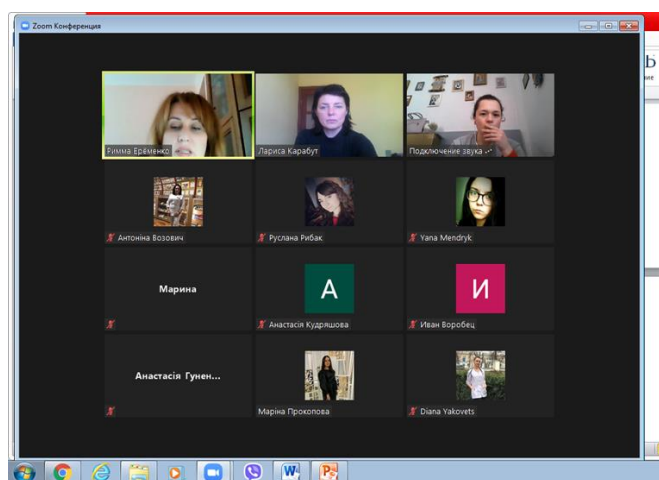 Zoom Конференция
Римма Ерёменко
Лариса Карабут
Подключение звука
Антоніна Возович
Руслана Рибак
Yana Mendryk
Марина
А
Анастасія Кудряшова
И
Иван Воробец
Анастасія Гунен...
Маріна Прокопова
Diana Yakovets
W
P